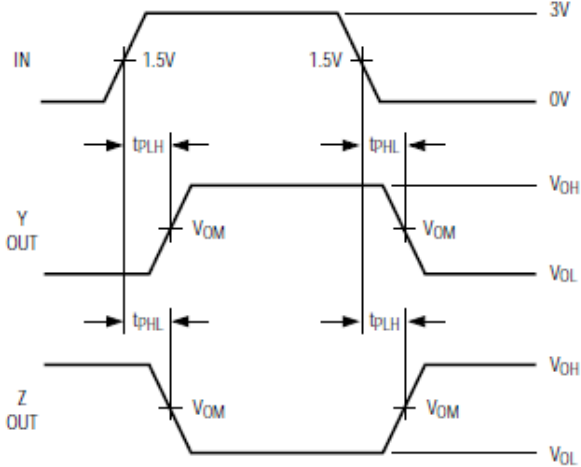 3V
IN
1.5V
1.5V
0V
tPLH
tPHL
VOH
Y
OUT
VOM
VOM
VOL
tPHL
tPLH
VOH
Z
OUT
VOM
VOM
VOL